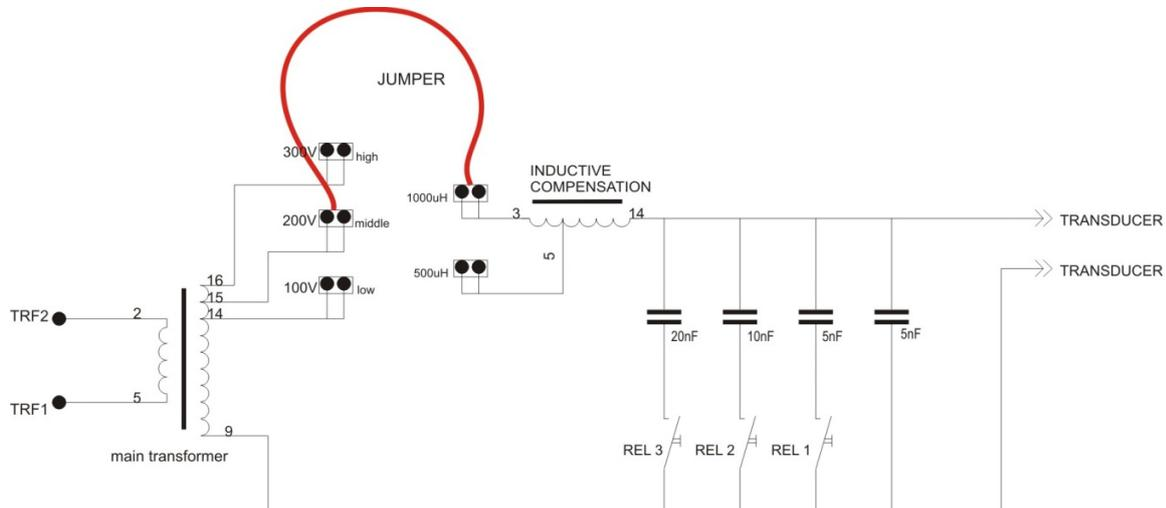 JUMPER
300V
high
INDUCTIVE
COMPENSATION
1000uH
3
14
200V
middle
TRANSDUCER
5
500uH
TRANSDUCER
16
15
14
100V
low
TRF2
2
20nF
10nF
5nF
5nF
TRF1
5
9
main transformer
REL 3
REL 2
REL 1